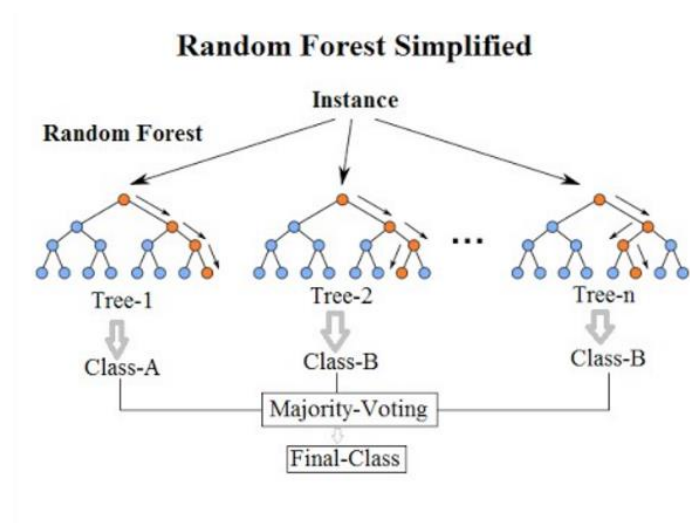 Random Forest Simplified
Instance
Random Forest
...
Tree-1
Tree-2
Tree-n
Class-A
Class-B
Class-B
Majority-Voting
Final-Class